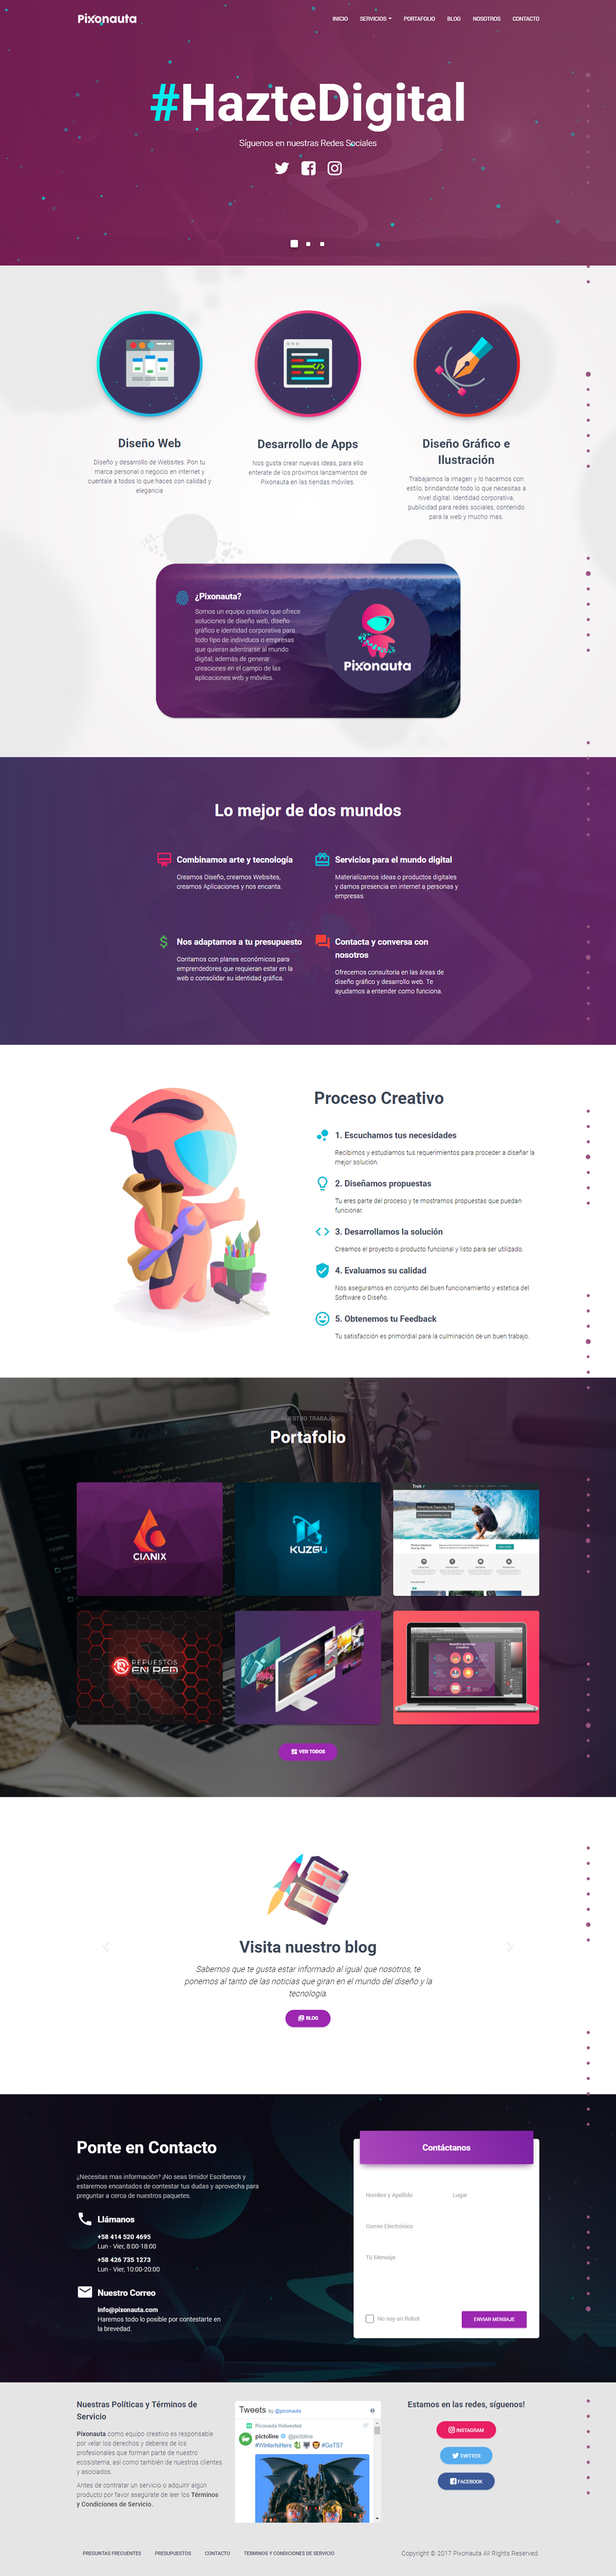 Pixonauta
INICIO SERVICIOS PORTAFOLIO BLOG NOSOTROS CONTACTO
#HazteDigital
Síguenos en nuestras Redes Sociales
Diseño Web
Diseño y desarrollo de Websites. Pon tu
marca personal o negocio en internet y
cuentale a todos lo que haces con calidad y
elegancia
Desarrollo de Apps
Nos gusta crear nuevas ideas, para ello
enterate de los próximos lanzamientos de
Pixonauta en las tiendas móviles.
Diseño Gráfico e
Ilustración
Trabajamos la imagen y lo hacemos con
estilo, brindandote todo lo que necesitas a
nivel digital. Identidad corporativa,
publicidad para redes sociales, contenido
para la web y mucho mas.
¿Pixonauta?
Somos un equipo creativo que ofrece
soluciones de diseño web, diseño
gráfico e identidad corporativa para
todo tipo de individuos o empresas
que quieran adentrarse al mundo
digital, además de generar
creaciones en el campo de las
aplicaciones web y móviles.
Pixonauta
Lo mejor de dos mundos
Combinamos arte y tecnología
Creamos Diseño, creamos Websites,
creamos Aplicaciones y nos encanta.
Servicios para el mundo digital
Materializamos ideas o productos digitales
y damos presencia en internet a personas y
empresas.
Nos adaptamos a tu presupuesto
Contamos con planes económicos para
emprendedores que requieran estar en la
web o consolidar su identidad gráfica.
Contacta y conversa con
nosotros
Ofrecemos consultoria en las áreas de
diseño gráfico y desarrollo web. Te
ayudamos a entender como funciona.
Proceso Creativo
1. Escuchamos tus necesidades
Recibimos y estudiamos tus requerimientos para proceder a diseñar la
mejor solución.
2. Diseñamos propuestas
Tu eres parte del proceso y te mostramos propuestas que puedan
funcionar.
3. Desarrollamos la solución
Creamos el proyecto o producto funcional y listo para ser utilizado.
4. Evaluamos su calidad
Nos aseguramos en conjunto del buen funcionamiento y estetica del
Software o Diseño.
5. Obtenemos tu Feedback
Tu satisfacción es primordial para la culminación de un buen trabajo.
NUESTRO TRABAJO
Portafolio
CIANIX
KUZGU
REPUESTOS
EN RED
VER TODOS
Visita nuestro blog
Sabemos que te gusta estar informado al igual que nosotros, te
ponemos al tanto de las noticias que giran en el mundo del diseño y la
tecnología.
BLOG
Ponte en Contacto
¿Necesitas mas información? ¡No seas timido! Escribenos y
estaremos encantados de contestar tus dudas y aprovecha para
preguntar a cerca de nuestros paquetes.
Llámanos
+58 414 520 4695
Lun - Vier, 8:00-18:00
+58 426 735 1273
Lun - Vier, 10:00-20:00
Nuestro Correo
info@pixonauta.com
Haremos todo lo posible por contestarte en
la brevedad.
Contáctanos
Nombre y Apellido Lugar
Correo Electrónico
Tú Mensaje
No soy un Robot
ENVIAR MENSAJE
Nuestras Políticas y Términos de
Servicio
Pixonauta como equipo creativo es responsable
por velar los derechos y deberes de los
profesionales que forman parte de nuestro
ecosistema, así como también de nuestros clientes
y asociados.
Antes de contratar un servicio o adquirir algún
producto por favor asegúrate de leer los Términos
y Condiciones de Servicio.
Tweets by @pixonauta
Pixonauta Retweeted
pictoline @pictoline
#WinterIsHere #GoTS7
Estamos en las redes, síguenos!
INSTAGRAM
TWITTER
FACEBOOK
PREGUNTAS FRECUENTES PRESUPUESTOS CONTACTO TERMINOS Y CONDICIONES DE SERVICIO
Copyright © 2017 Pixonauta All Rights Reserved.